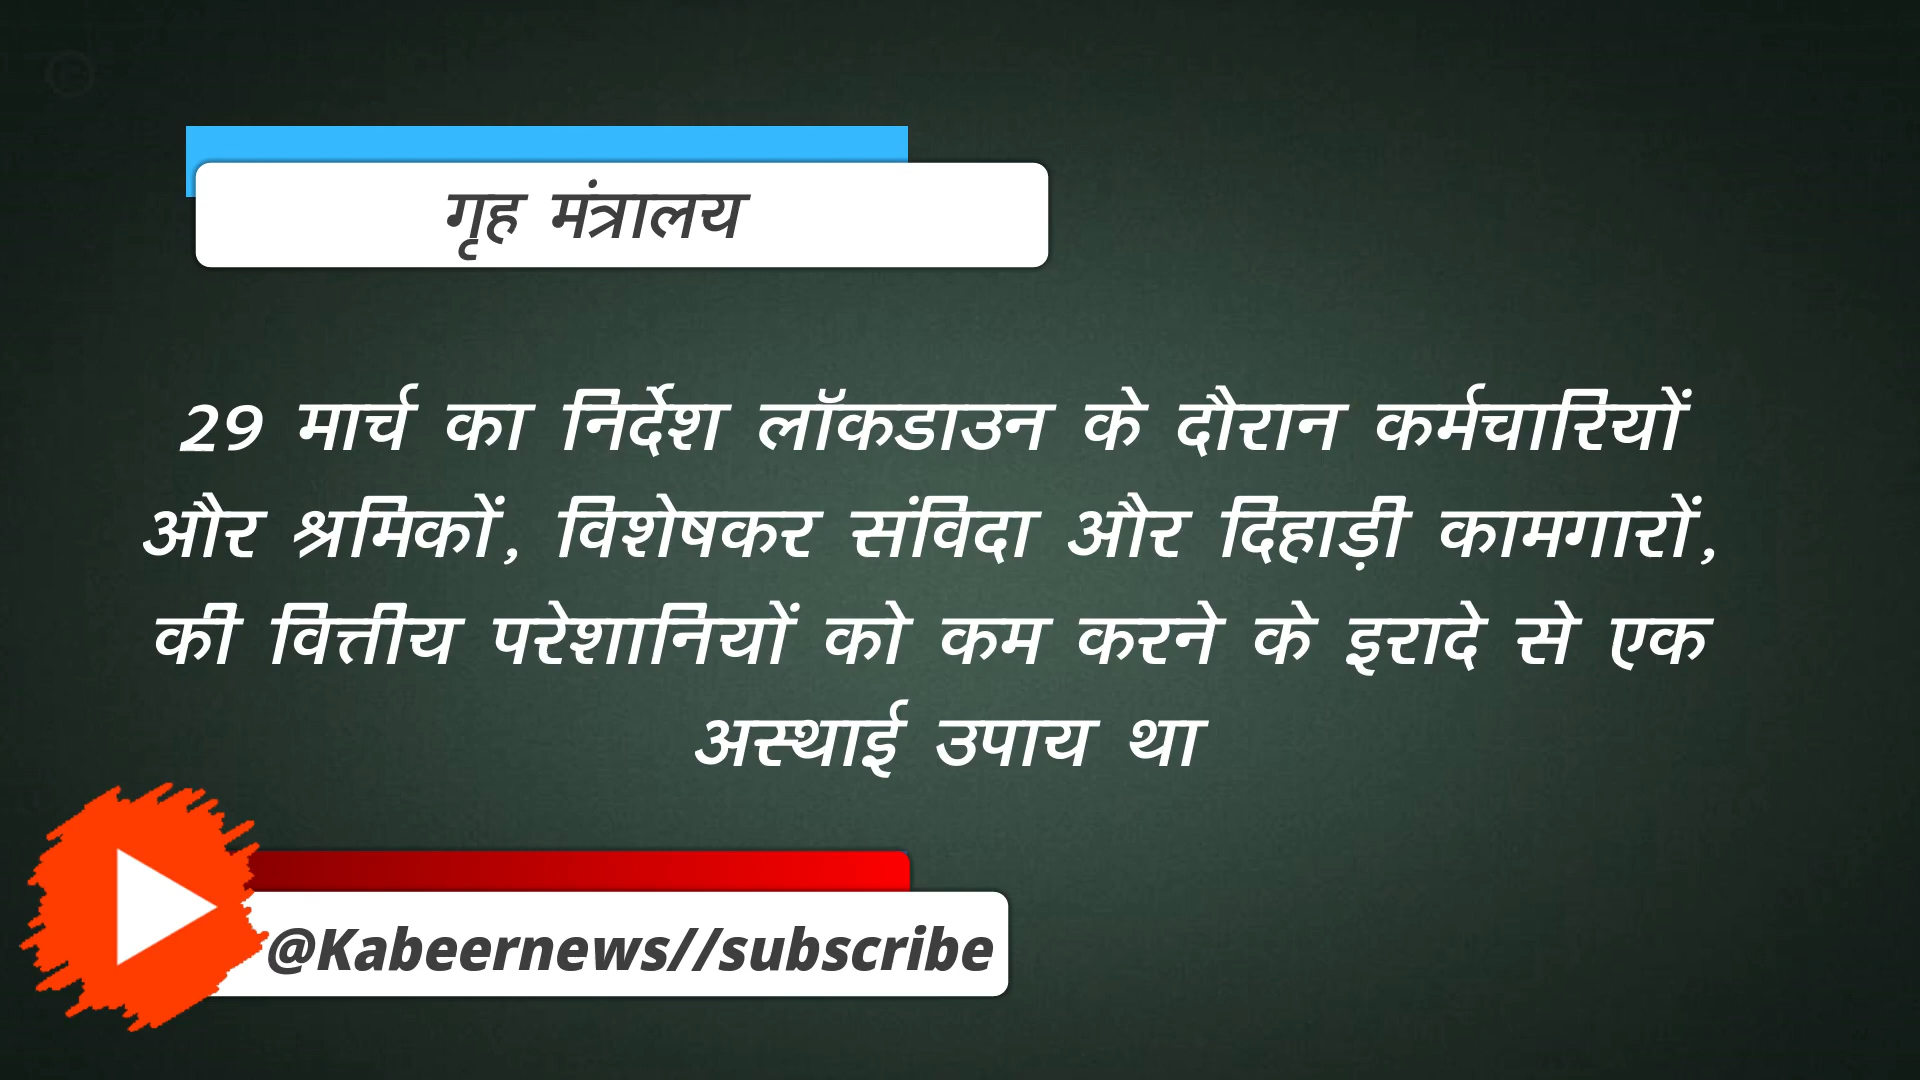 गृह मंत्रालय
29 मार्च का निर्देश लॉकडाउन के दौरान कर्मचारियों
और श्रमिकों, विशेषकर संविदा और दिहाड़ी कामगारों,
की वित्तीय परेशानियों को कम करने के इरादे से एक
अस्थाई उपाय था
@Kabeernews//subscribe